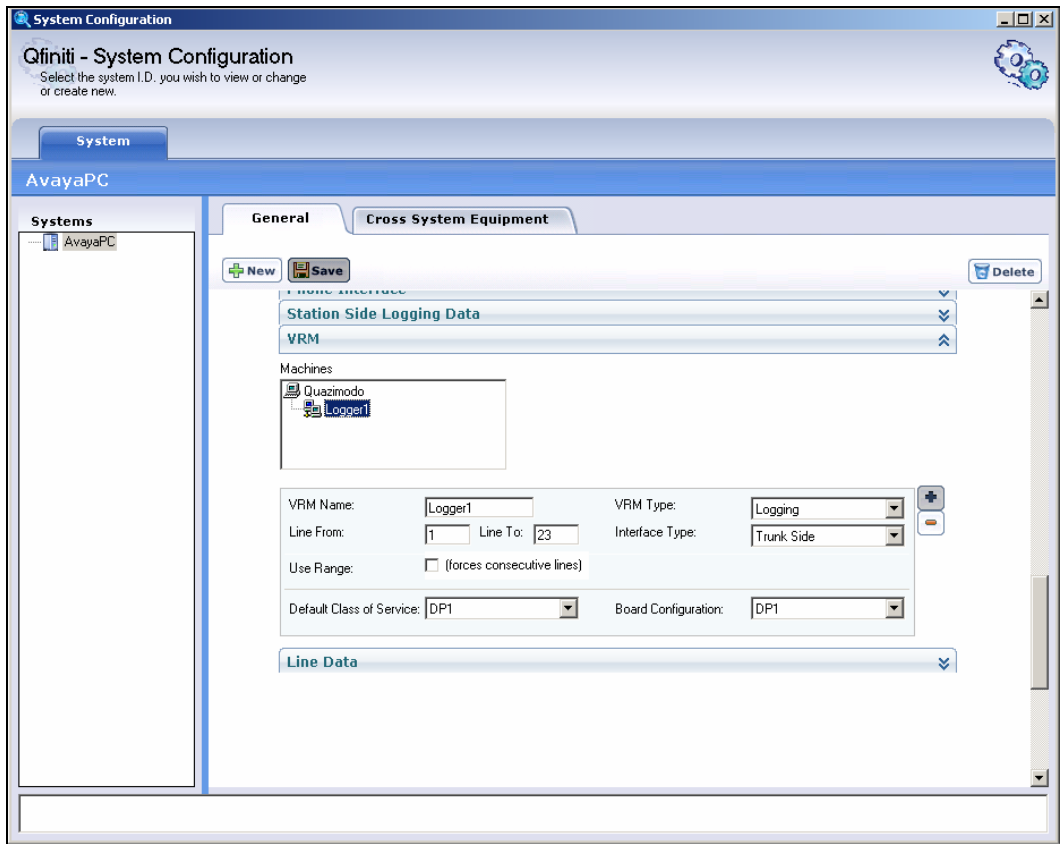 System Configuration
Qfiniti - System Configuration
Select the system I.D. you wish to view or change
or create new.
System
AvayaPC
Systems
AvayaPC
General
Cross System Equipment
New
Save
Delete
Phone Interface
Station Side Logging Data
VRM
Machines
Quazimodo
Logger1
VRM Name: Logger1 VRM Type: Logging
Line From: 1 Line To: 23 Interface Type: Trunk Side
Use Range: (forces consecutive lines)
Default Class of Service: DP1 Board Configuration: DP1
Line Data